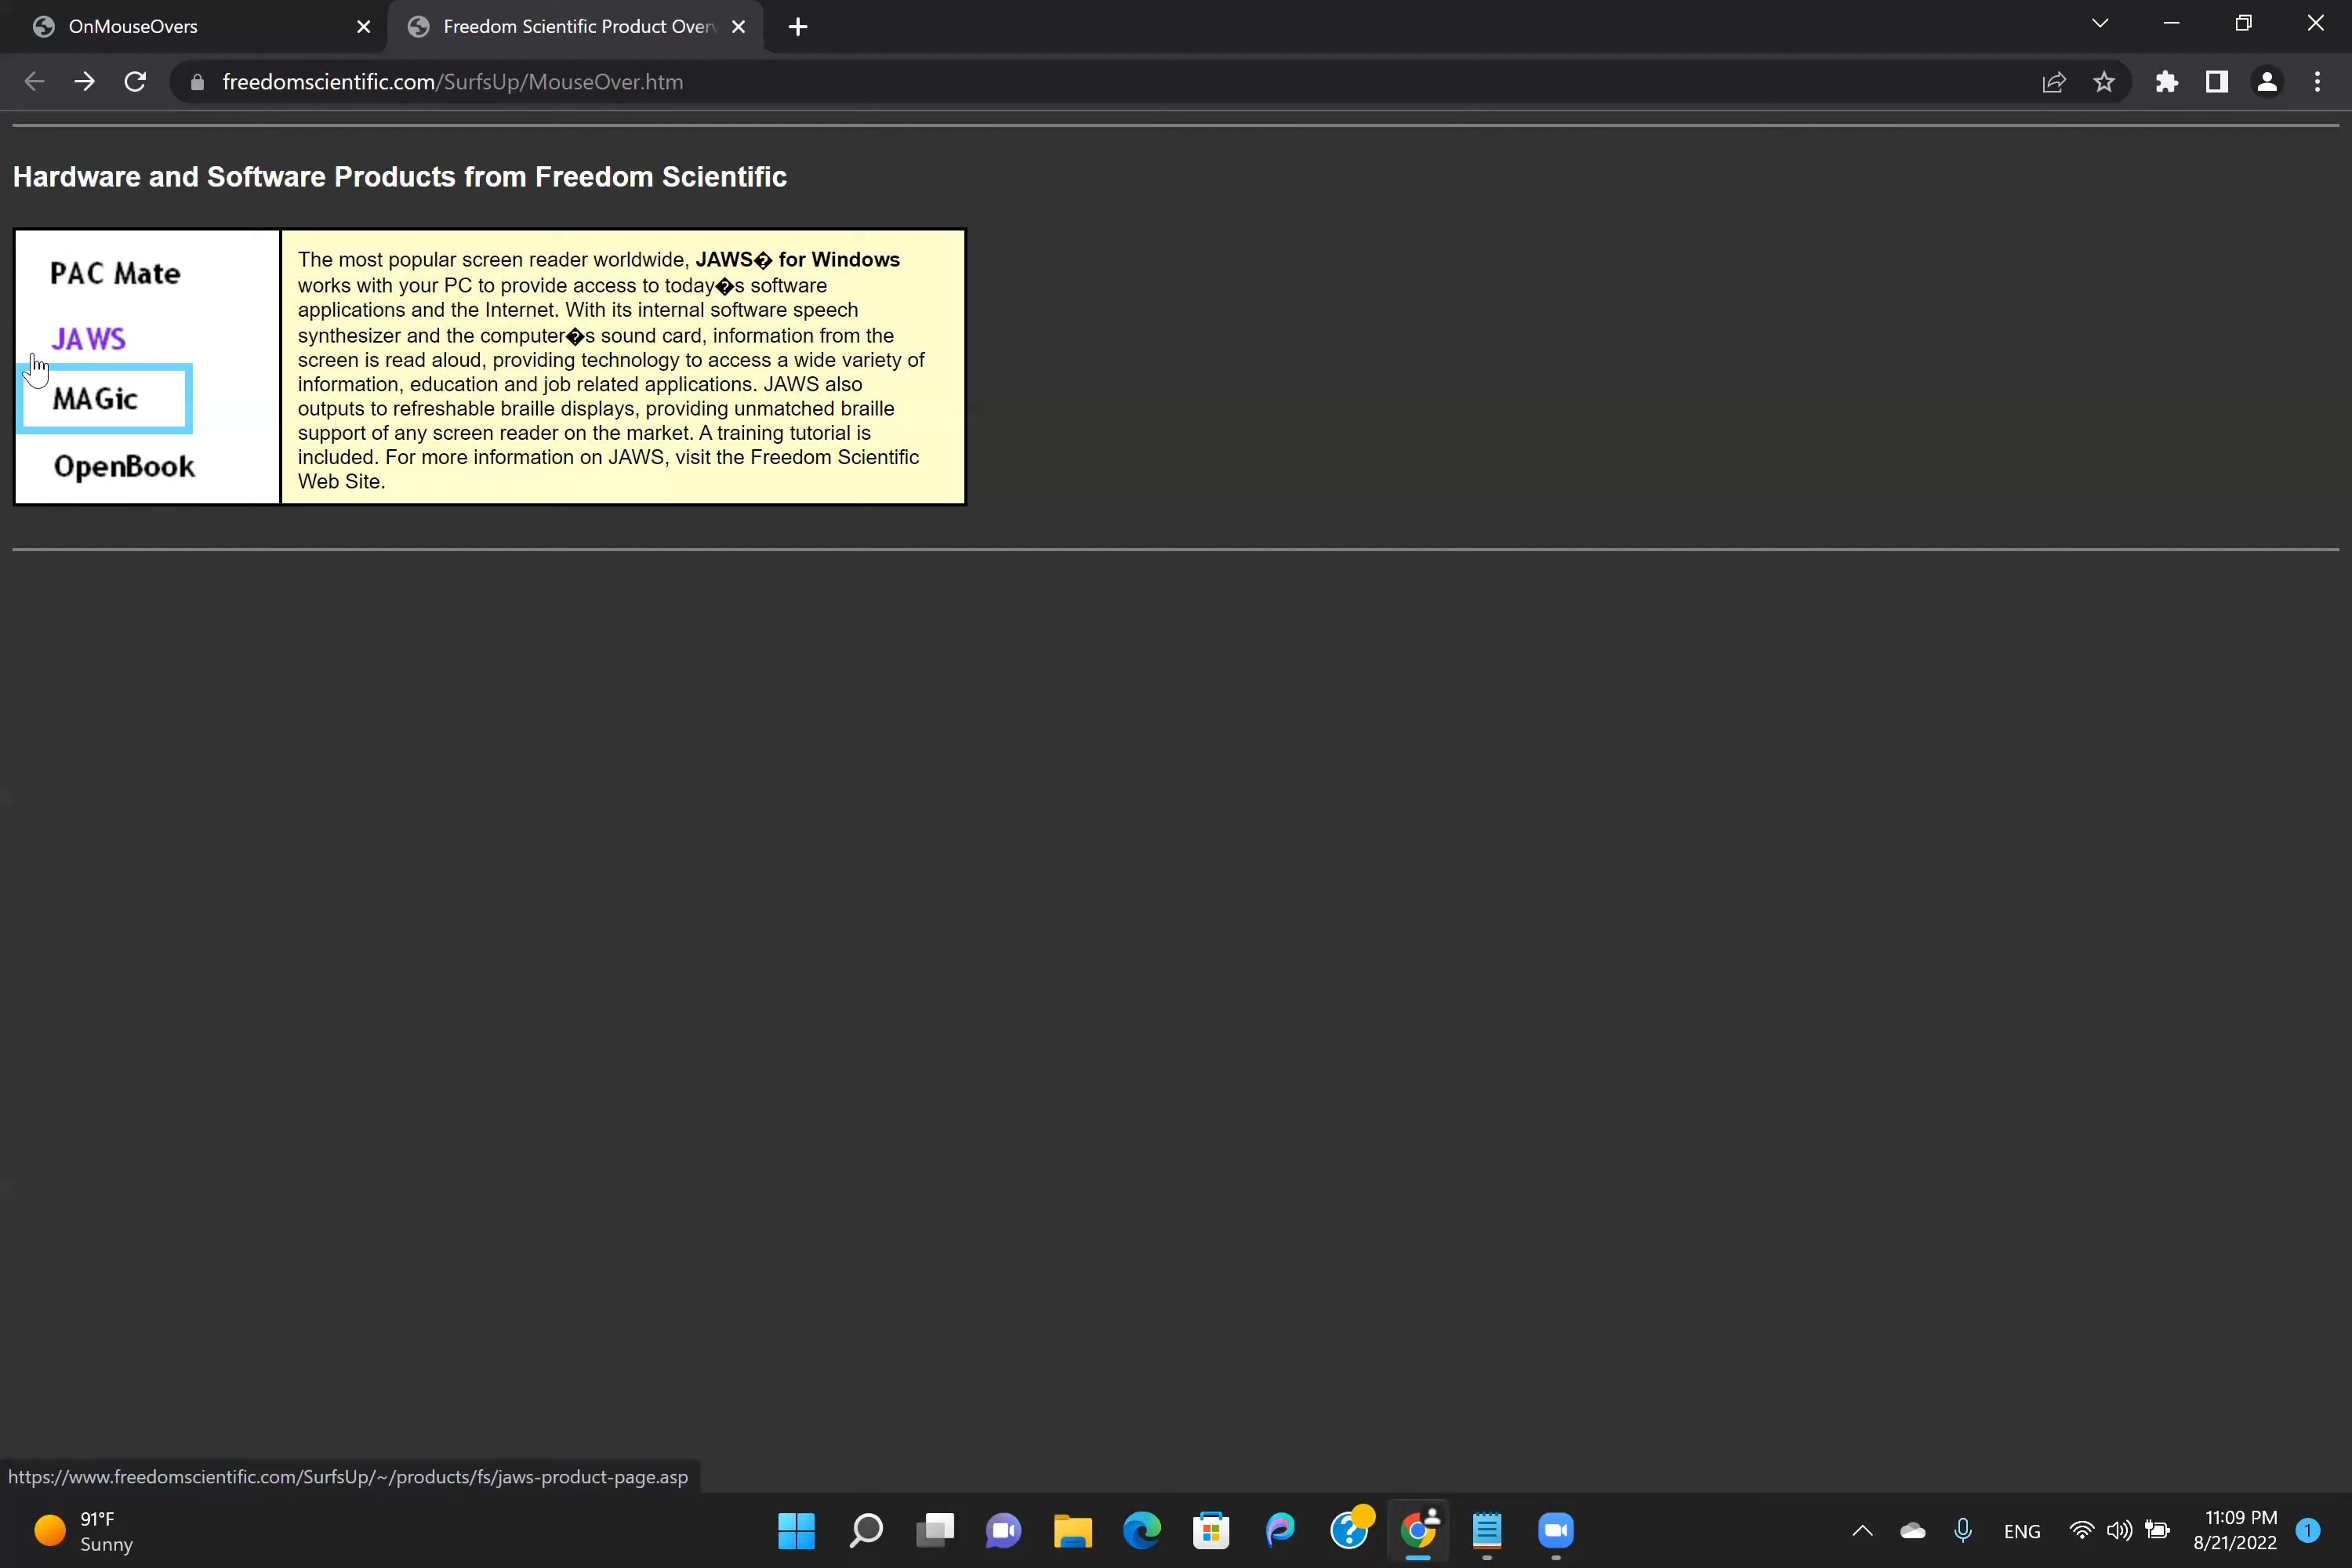 OnMouseOvers
Freedom Scientific Product Over
freedomscientific.com/SurfsUp/MouseOver.htm
Hardware and Software Products from Freedom Scientific
PAC Mate
JAWS
MAGic
OpenBook
The most popular screen reader worldwide, JAWS� for Windows
works with your PC to provide access to today�s software
applications and the Internet. With its internal software speech
synthesizer and the computer�s sound card, information from the
screen is read aloud, providing technology to access a wide variety of
information, education and job related applications. JAWS also
outputs to refreshable braille displays, providing unmatched braille
support of any screen reader on the market. A training tutorial is
included. For more information on JAWS, visit the Freedom Scientific
Web Site.
https://www.freedomscientific.com/SurfsUp/~/products/fs/jaws-product-page.asp
91°F
Sunny
ENG
11:09 PM
8/21/2022
1